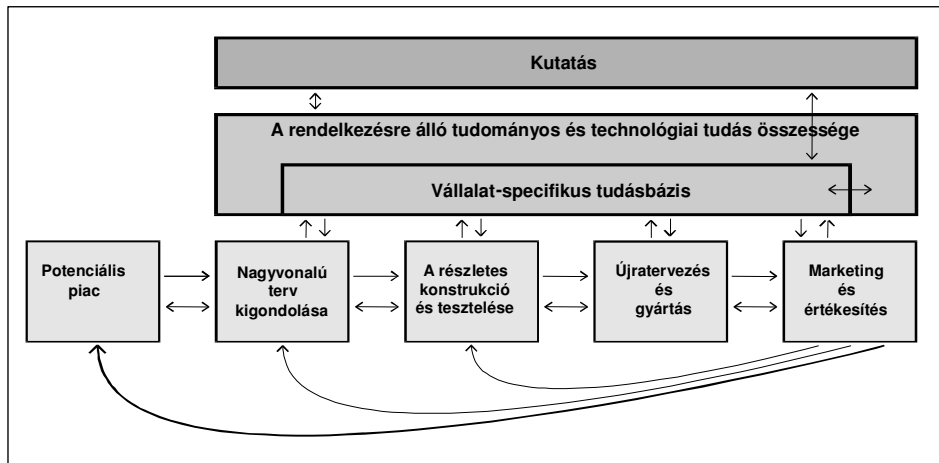 Kutatás
A rendelkezésre álló tudományos és technológiai tudás összessége
Vállalat-specifikus tudásbázis
Potenciális
piac
Nagyvonalú
terv
kigondolása
A részletes
konstrukció
és tesztelése
Újratervezés
és
gyártás
Marketing
és
értékesítés